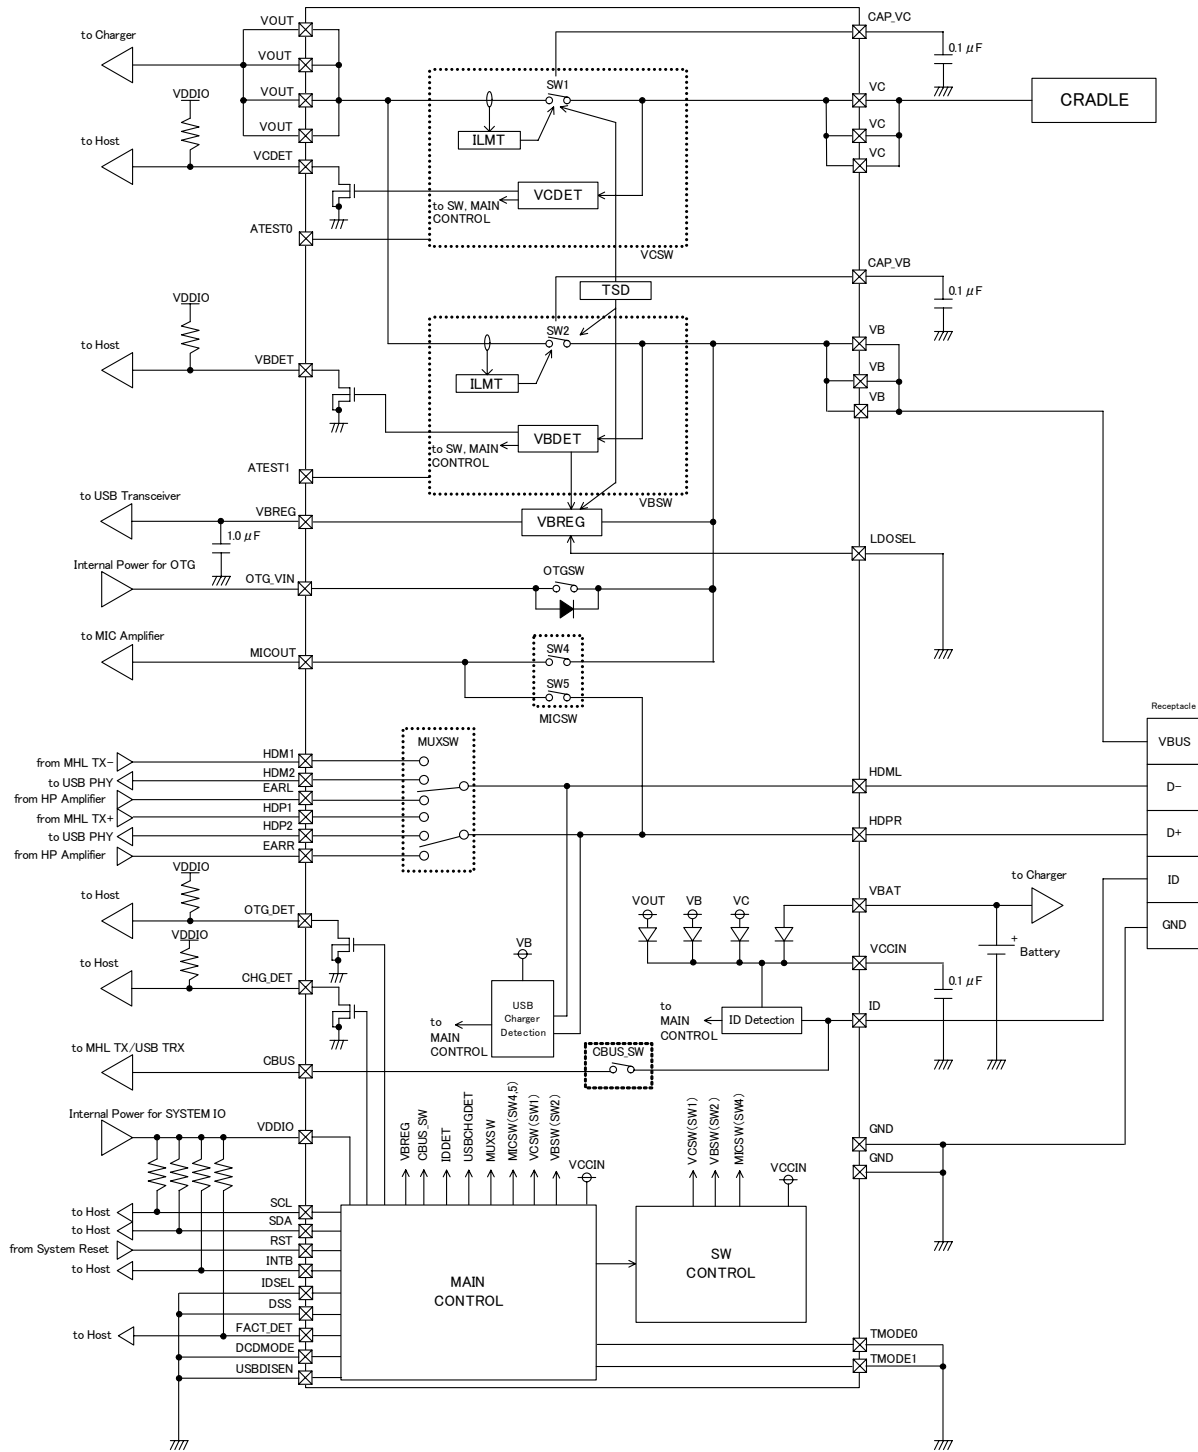 VOUT
CAP_VC
to Charger
VOUT
0.1 μF
VDDIO
SW1
VOUT
VC
CRADLE
VOUT
VC
to Host
ILMT
VCDET
VC
VCDET
to SW, MAIN
CONTROL
ATEST0
VCSW
CAP_VB
TSD
VDDIO
0.1 μF
SW2
VB
to Host
VBDET
VB
ILMT
VB
VBDET
to SW, MAIN
CONTROL
ATEST1
VBSW
to USB Transceiver
VBREG
VBREG
1.0 μF
LDOSEL
Internal Power for OTG
OTG_VIN
OTGSW
to MIC Amplifier
MICOUT
SW4
SW5
MICSW
Receptacle
MUXSW
VBUS
from MHL TX-
HDM1
to USB PHY
HDM2
HDML
D-
from HP Amplifier
EARL
from MHL TX+
HDP1
to USB PHY
HDP2
HDPR
D+
from HP Amplifier
EARR
VDDIO
to Charger
ID
to Host
VOUT
VB
VC
VBAT
OTG_DET
GND
VDDIO
VB
+
Battery
VCCIN
to Host
CHG_DET
0.1 μF
USB
Charger
Detection
to
MAIN
CONTROL
to
MAIN
CONTROL
ID Detection
ID
to MHL TX/USB TRX
CBUS
CBUS_SW
Internal Power for SYSTEM IO
VDDIO
VBREG
CBUS_SW
IDDET
USBCHGDET
MUXSW
MICSW(SW4,5)
VCSW(SW1)
VBSW(SW2)
VCCIN
VCSW(SW1)
VBSW(SW2)
MICSW(SW4)
VCCIN
GND
GND
to Host
SCL
to Host
SDA
from System Reset
RST
to Host
INTB
IDSEL
DSS
MAIN
CONTROL
SW
CONTROL
to Host
FACT_DET
TMODE0
DCDMODE
TMODE1
USBDISEN